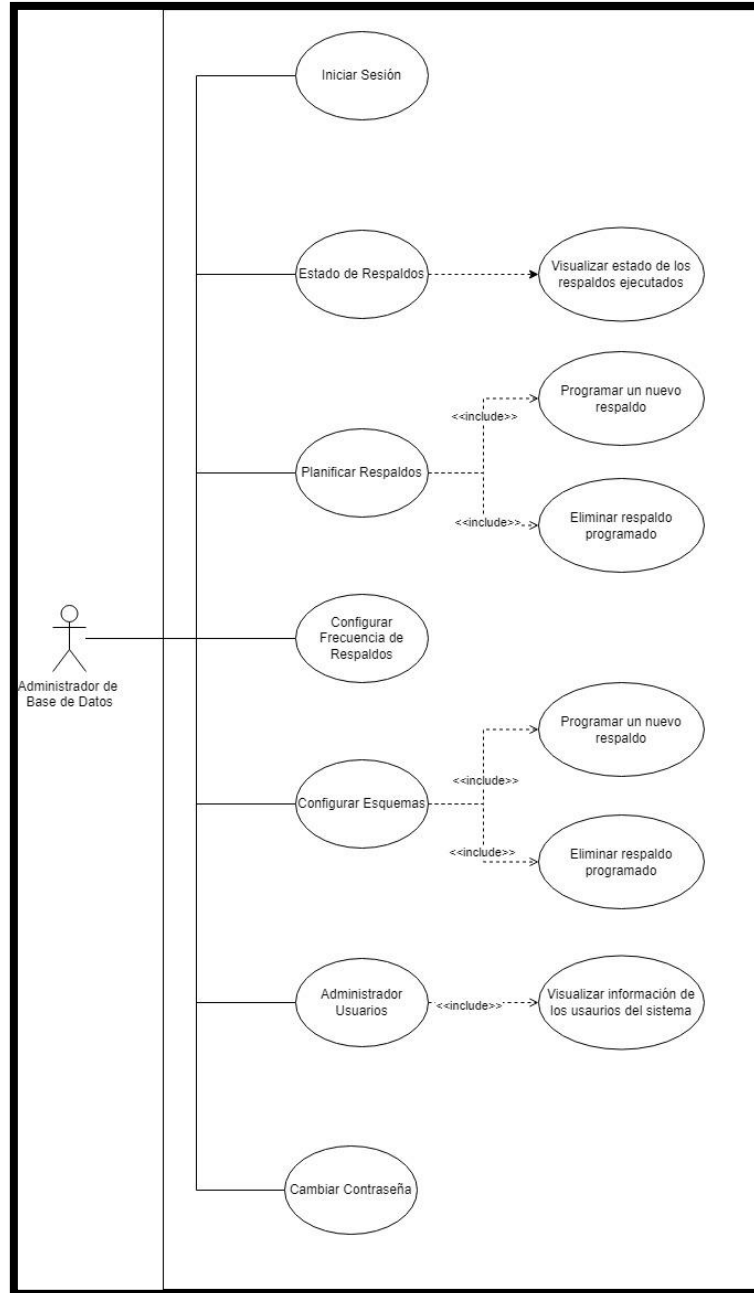 Iniciar Sesión
Estado de Respaldos
Visualizar estado de los
respaldos ejecutados
Programar un nuevo
respaldo
<<include>>
Planificar Respaldos
<<include>>
Eliminar respaldo
programado
Configurar
Frecuencia de
Respaldos
Administrador de
Base de Datos
Programar un nuevo
respaldo
<<include>>
Configurar Esquemas
<<include>>
Eliminar respaldo
programado
Administrador
Usuarios
<<include>>
Visualizar información de
los usaurios del sistema
Cambiar Contraseña